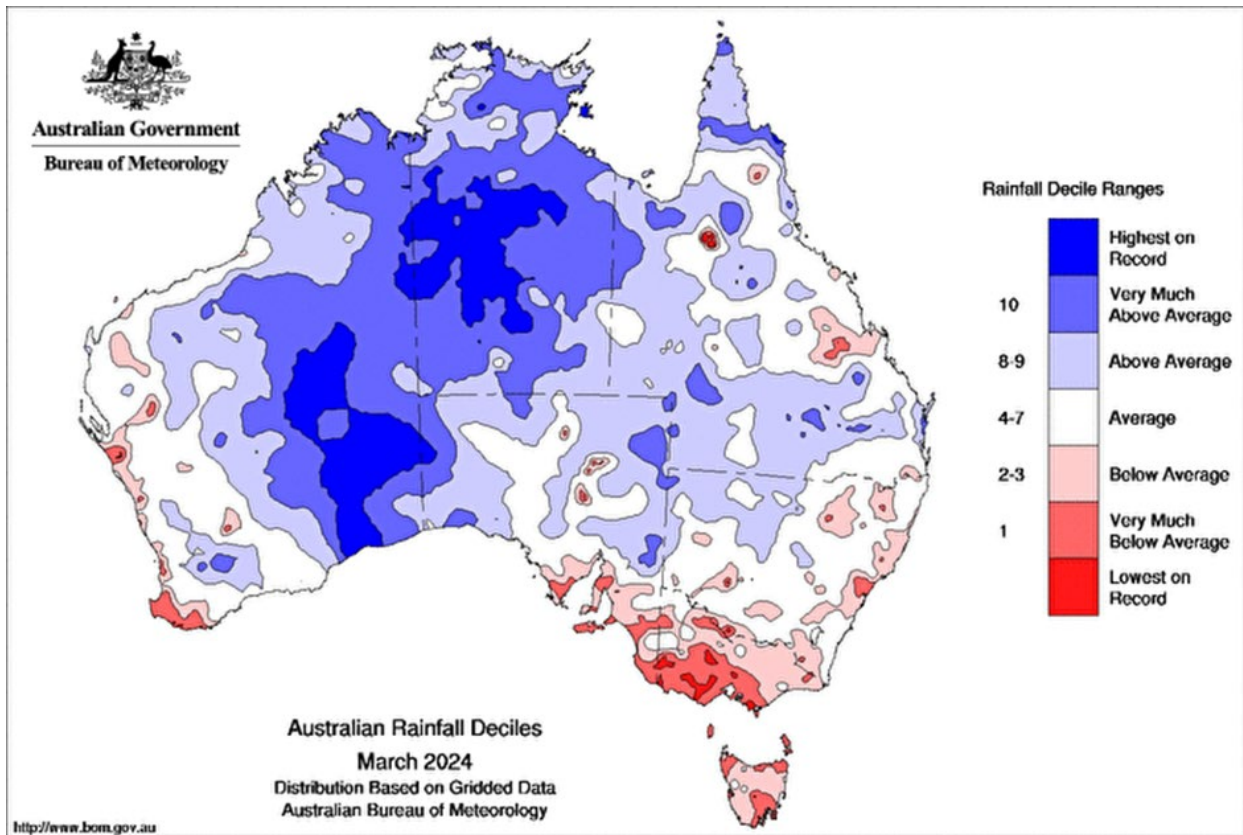 Australian Government
Bureau of Meteorology
Rainfall Decile Ranges
Highest on
Record
10
Very Much
Above Average
8-9
Above Average
4-7
Average
2-3
Below Average
1
Very Much
Below Average
Lowest on
Record
Australian Rainfall Deciles
March 2024
Distribution Based on Gridded Data
Australian Bureau of Meteorology
http://www.bom.gov.au